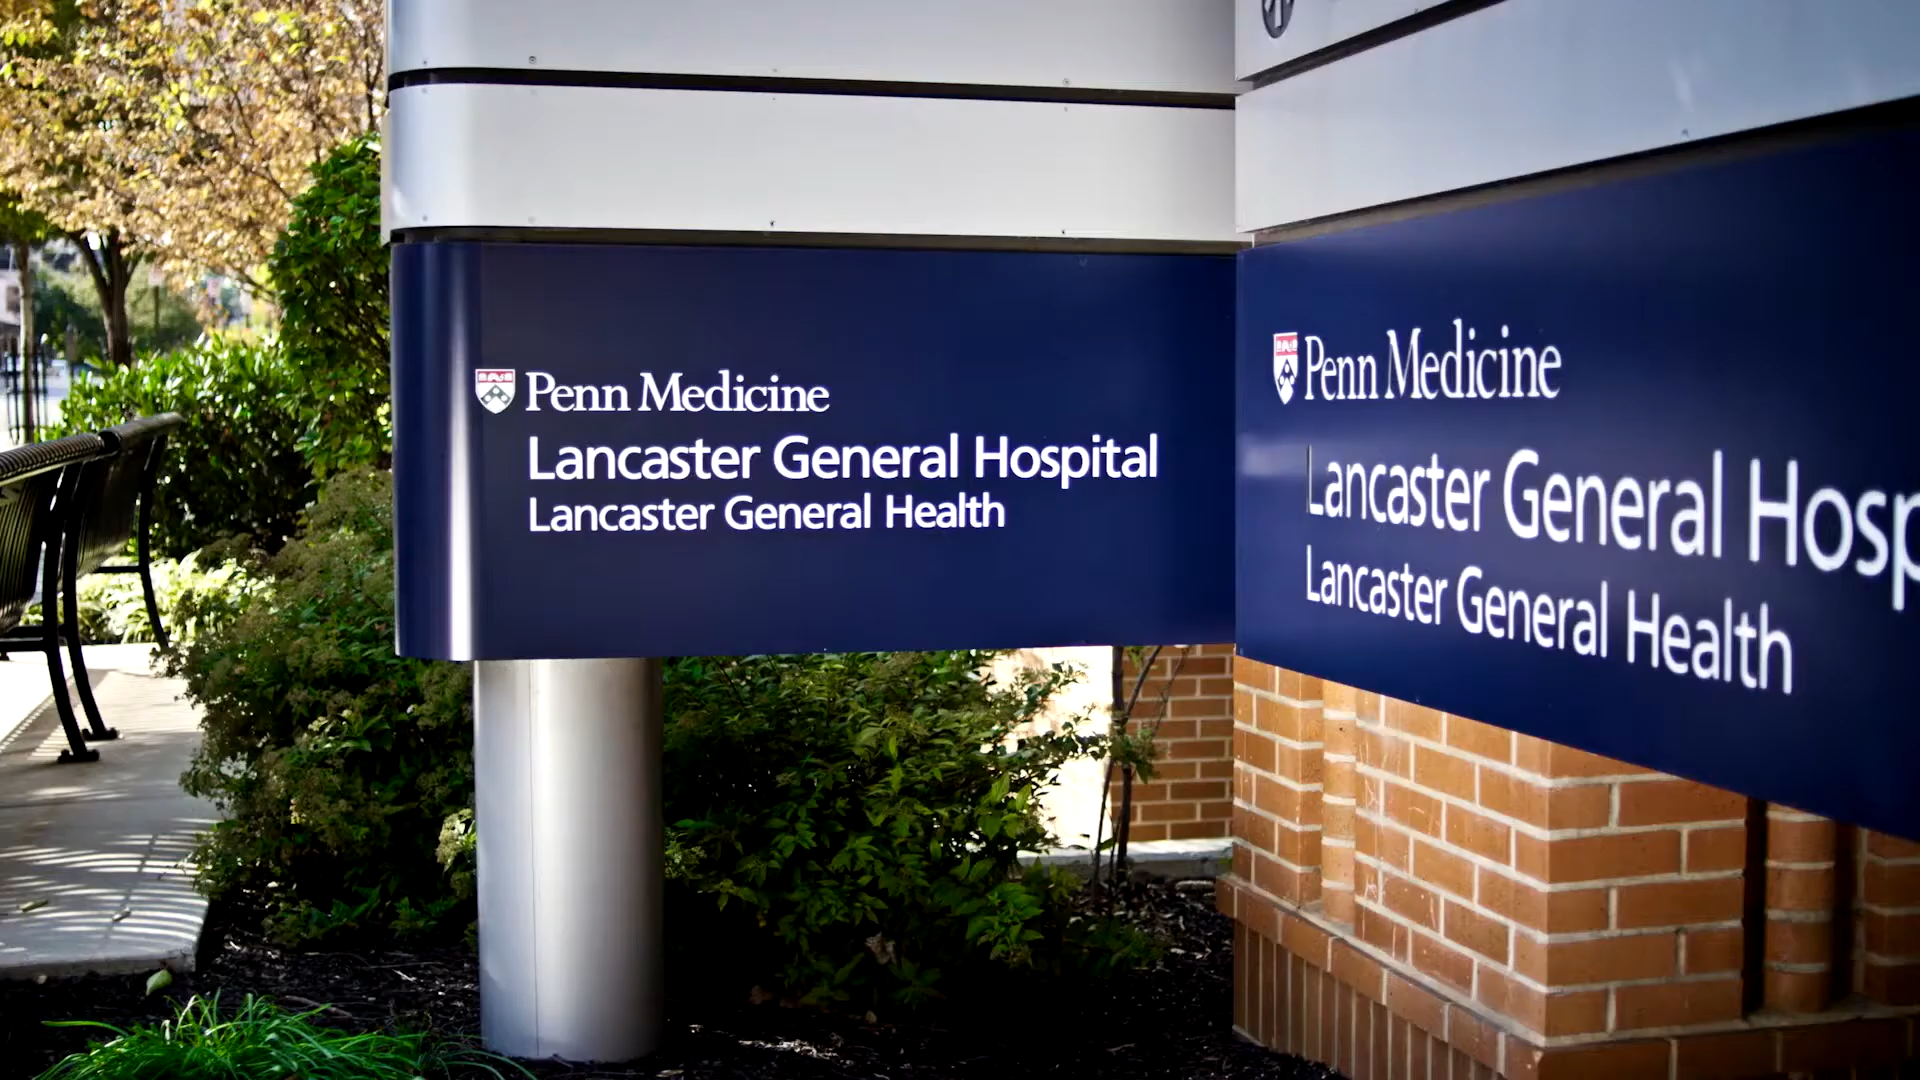 Penn Medicine
Lancaster General Hospital
Lancaster General Health
Penn Medicine
Lancaster General Hosp
Lancaster General Health